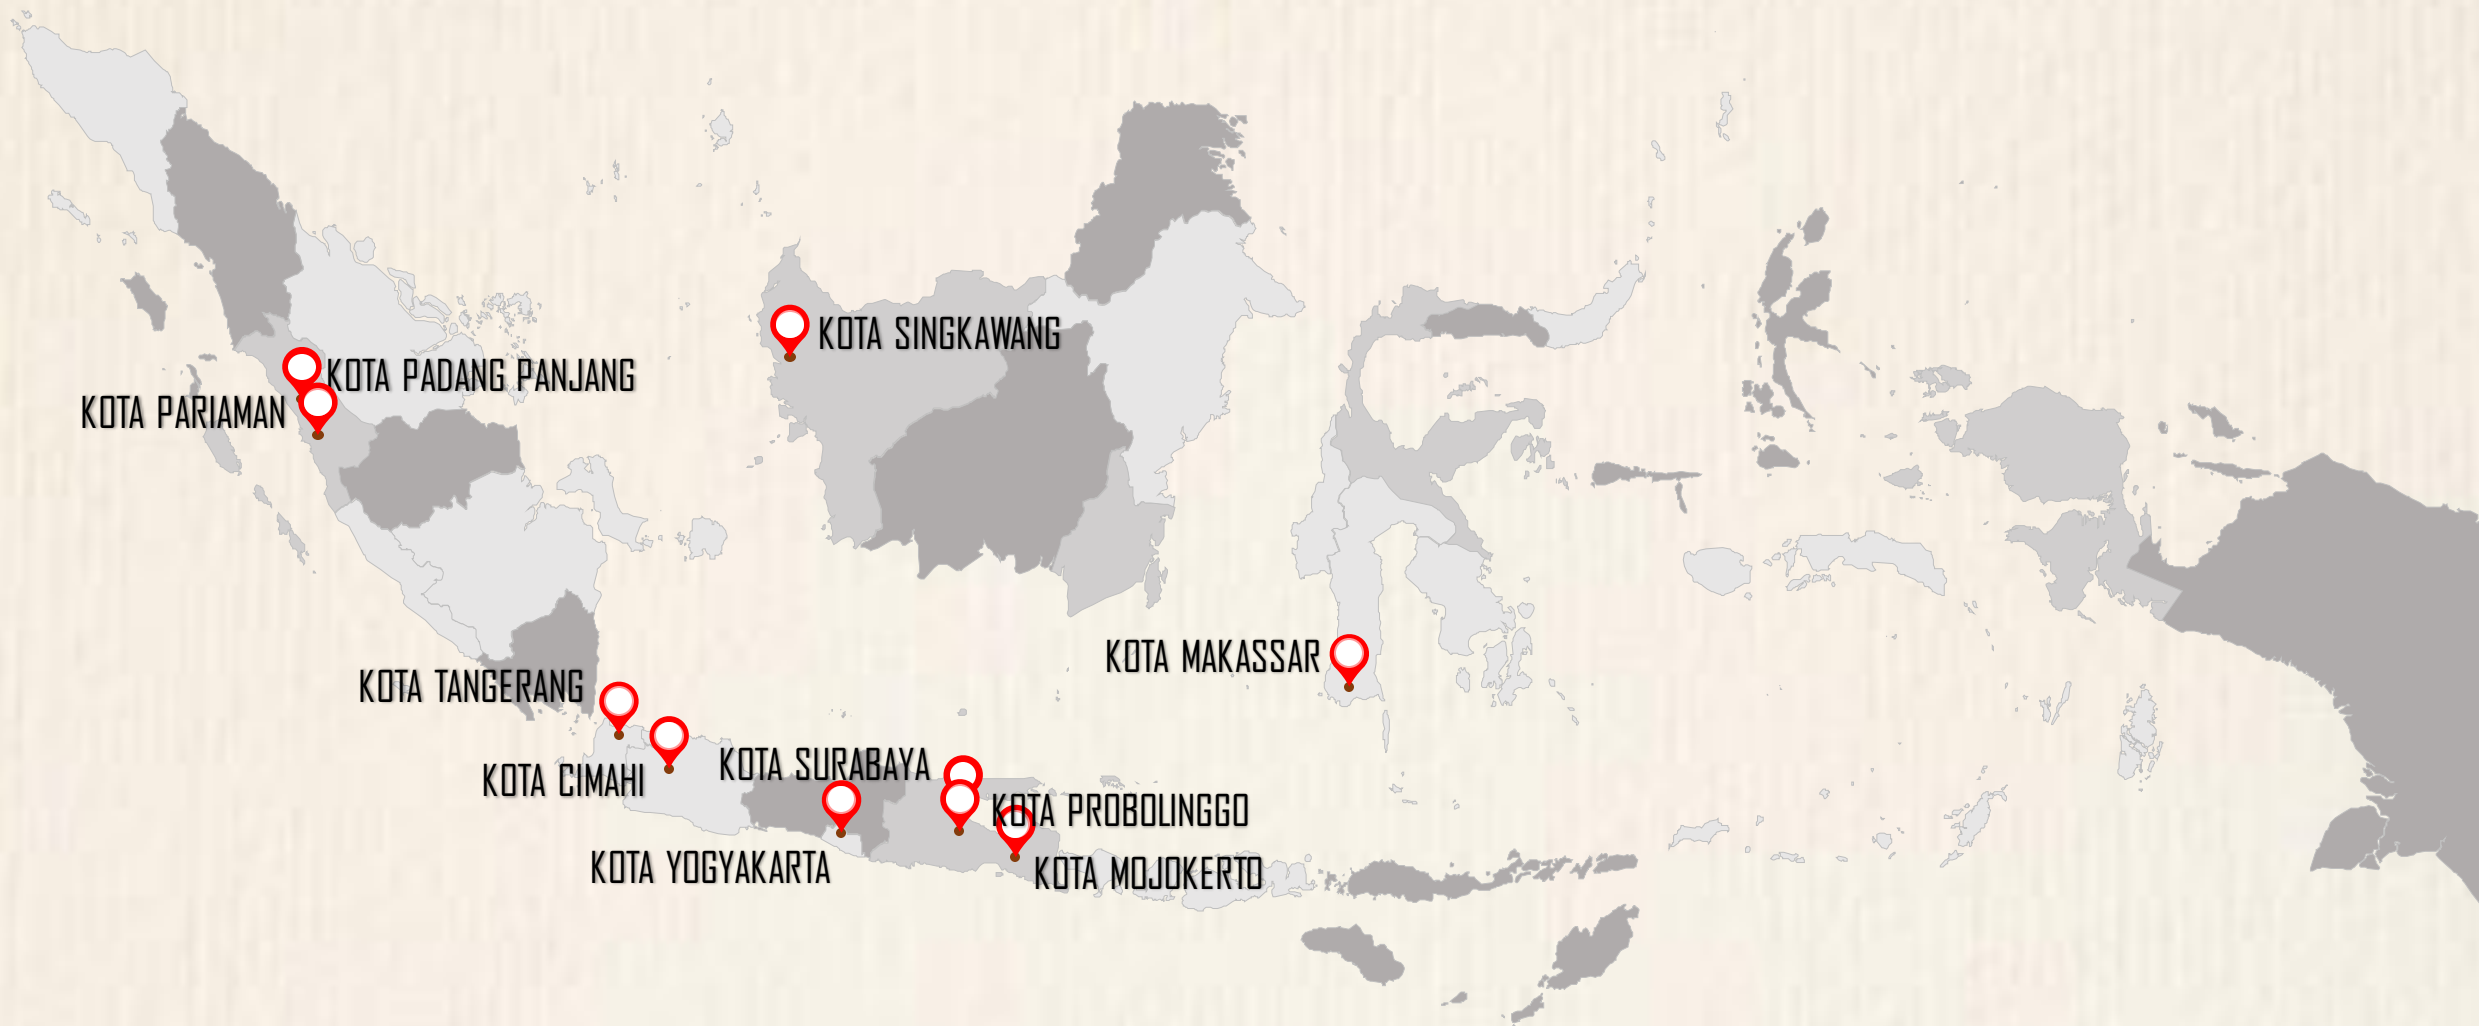 KOTA SINGKAWANG
KOTA PADANG PANJANG
KOTA PARIAMAN
KOTA MAKASSAR
KOTA TANGERANG
KOTA SURABAYA
KOTA CIMAHI
KOTA PROBOLINGGO
KOTA YOGYAKARTA
KOTA MOJOKERTO